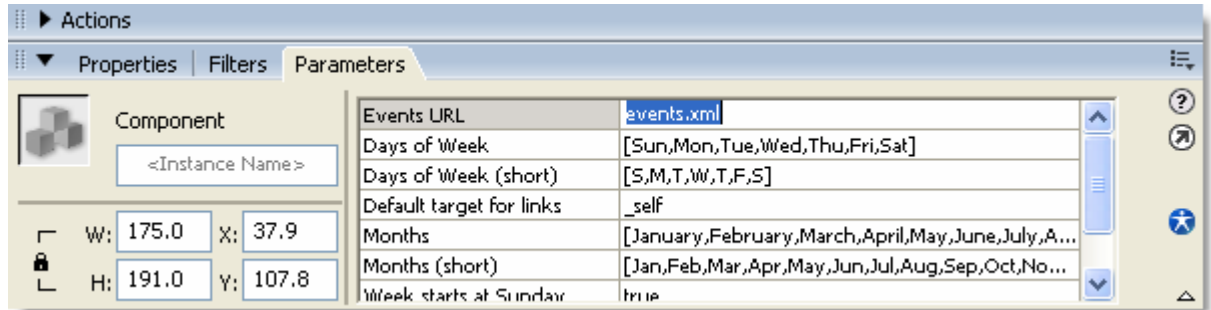 Actions
Properties | Filters Parameters
Component
<Instance Name>
W: 175.0 X: 37.9
H: 191.0 Y: 107.8
Events URL events.xml
Days of Week [Sun,Mon,Tue,Wed,Thu,Fri,Sat]
Days of Week (short) [S,M,T,W,T,F,S]
Default target for links _self
Months [January,February,March,April,May,June,July,A...
Months (short) [Jan,Feb,Mar,Apr,May,Jun,Jul,Aug,Sep,Oct,No...
Week starts at Sunday true